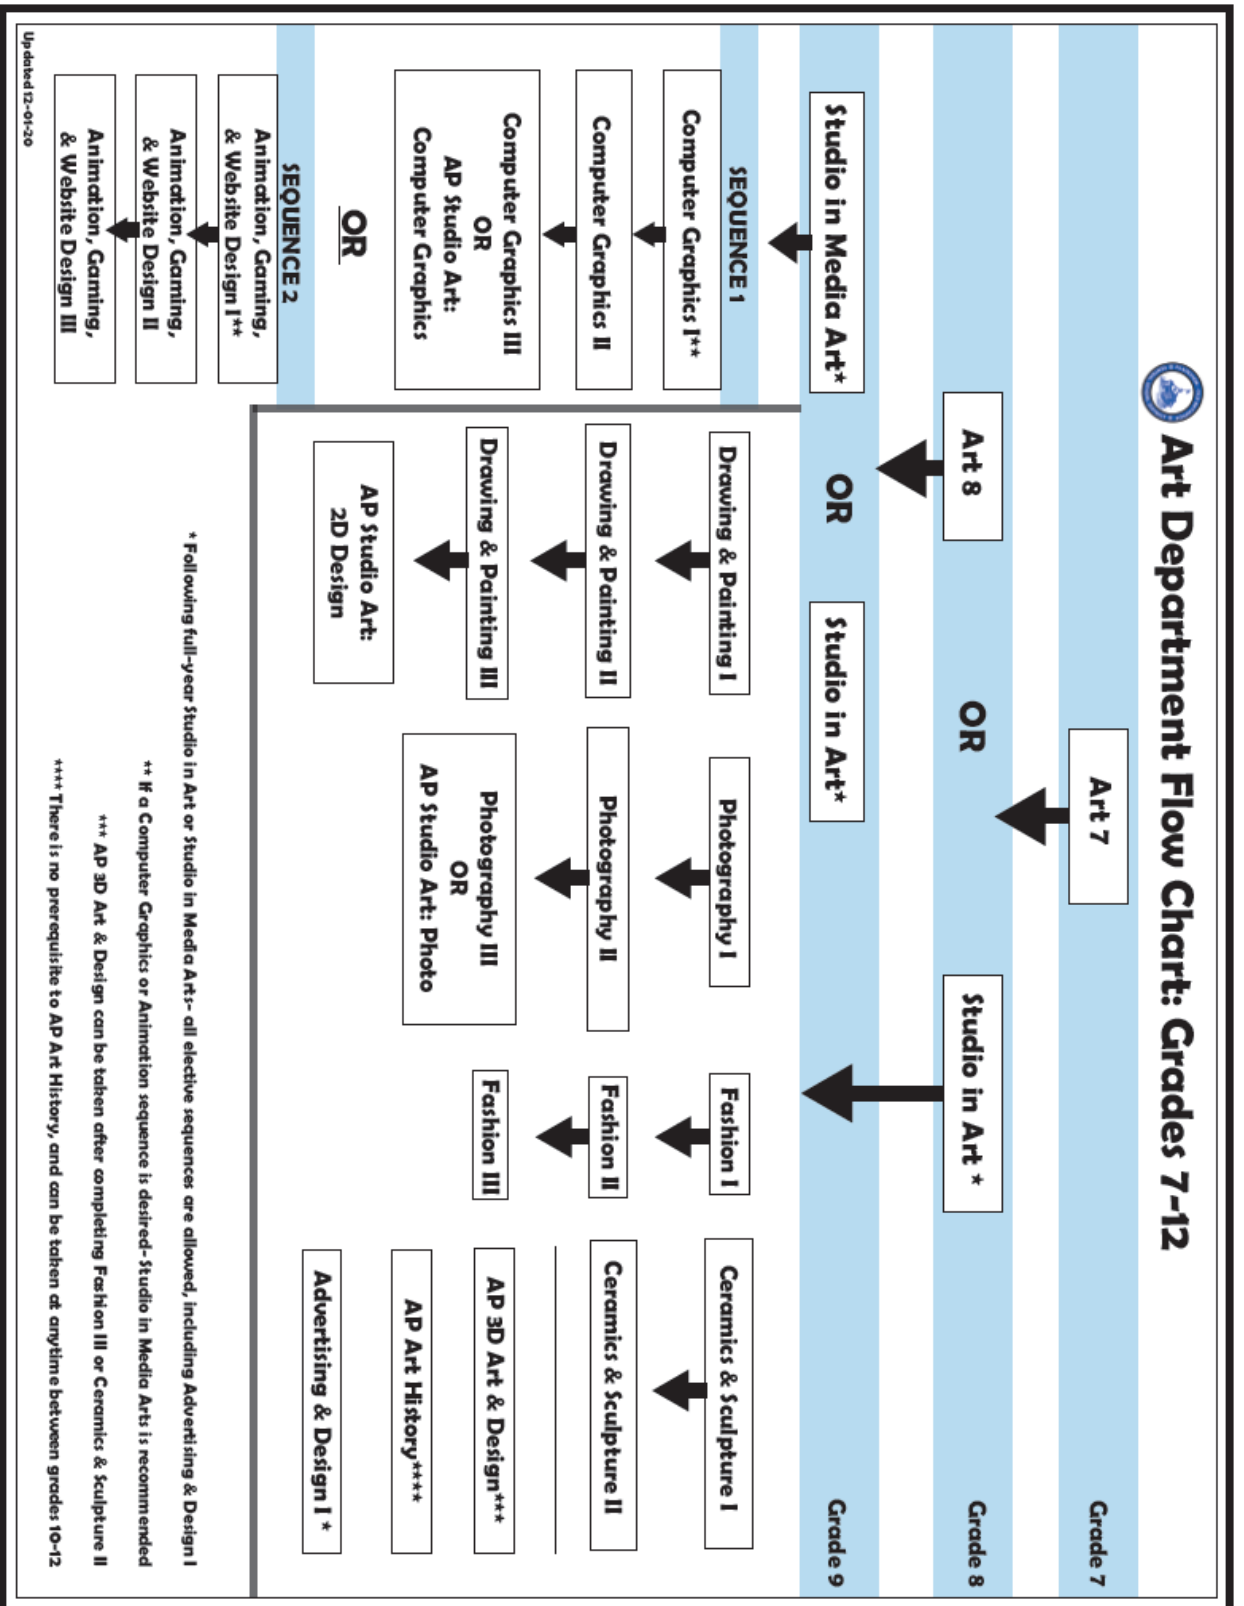 Art Department Flow Chart: Grades 7-12
Art 7
Grade 7
Art 8
OR
Studio in Art *
Grade 8
Studio in Media Art*
OR
Studio in Art*
Grade 9
SEQUENCE 1
Computer Graphics I**
Computer Graphics II
Computer Graphics III
OR
AP Studio Art:
Computer Graphics
OR
SEQUENCE 2
Animation, Gaming,
& Website Design I**
Animation, Gaming,
& Website Design II
Animation, Gaming,
& Website Design III
Drawing & Painting I
Drawing & Painting II
Drawing & Painting III
AP Studio Art:
2D Design
Photography I
Photography II
Photography III
OR
AP Studio Art: Photo
Fashion I
Fashion II
Fashion III
Ceramics & Sculpture I
Ceramics & Sculpture II
AP 3D Art & Design***
AP Art History****
Advertising & Design I *
* Following full-year Studio in Art or Studio in Media Arts- all elective sequences are allowed, including Advertising & Design I
** If a Computer Graphics or Animation sequence is desired-Studio in Media Arts is recommended
*** AP 3D Art & Design can be taken after completing Fashion III or Ceramics & Sculpture II
**** There is no prerequisite to AP Art History, and can be taken at anytime between grades 10-12
Updated 12-01-20